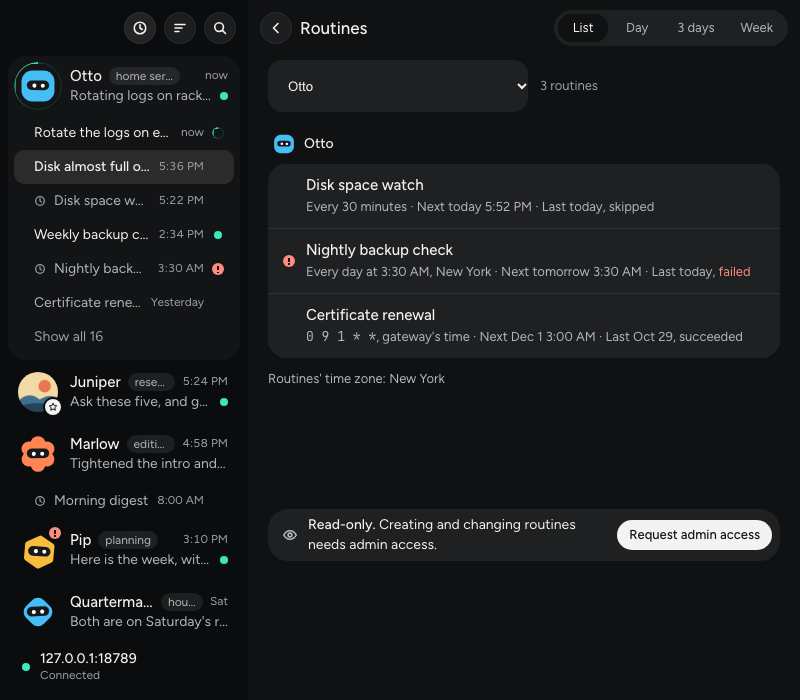 Otto home ser... now
Rotating logs on rack...
Rotate the logs on e... now
Disk almost full o... 5:36 PM
Disk space w... 5:22 PM
Weekly backup c... 2:34 PM
Nightly back... 3:30 AM
Certificate rene... Yesterday
Show all 16
Juniper rese... 5:24 PM
Ask these five, and g...
Marlow editi... 4:58 PM
Tightened the intro and...
Morning digest 8:00 AM
Pip planning 3:10 PM
Here is the week, wit...
Quarterma... hou... Sat
Both are on Saturday's r...
127.0.0.1:18789
Connected
Routines
List Day 3 days Week
Otto 3 routines
Otto
Disk space watch
Every 30 minutes · Next today 5:52 PM · Last today, skipped
Nightly backup check
Every day at 3:30 AM, New York · Next tomorrow 3:30 AM · Last today, failed
Certificate renewal
0 9 1 * *, gateway's time · Next Dec 1 3:00 AM · Last Oct 29, succeeded
Routines' time zone: New York
Read-only. Creating and changing routines
needs admin access.
Request admin access